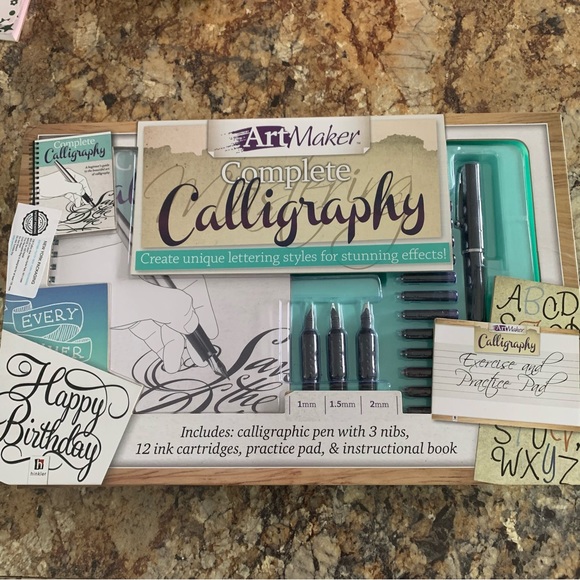 ArtMaker
Complete
Calligraphy
Create unique lettering styles for stunning effects!
Complete
Calligraphy
EVERY
Happy
Birthday
hinkler
1mm
1.5mm
2mm
ABCD
ArtMaker
Calligraphy
Exercise and
Practice Pad
WXYZ
Includes: calligraphic pen with 3 nibs,
12 ink cartridges, practice pad, & instructional book